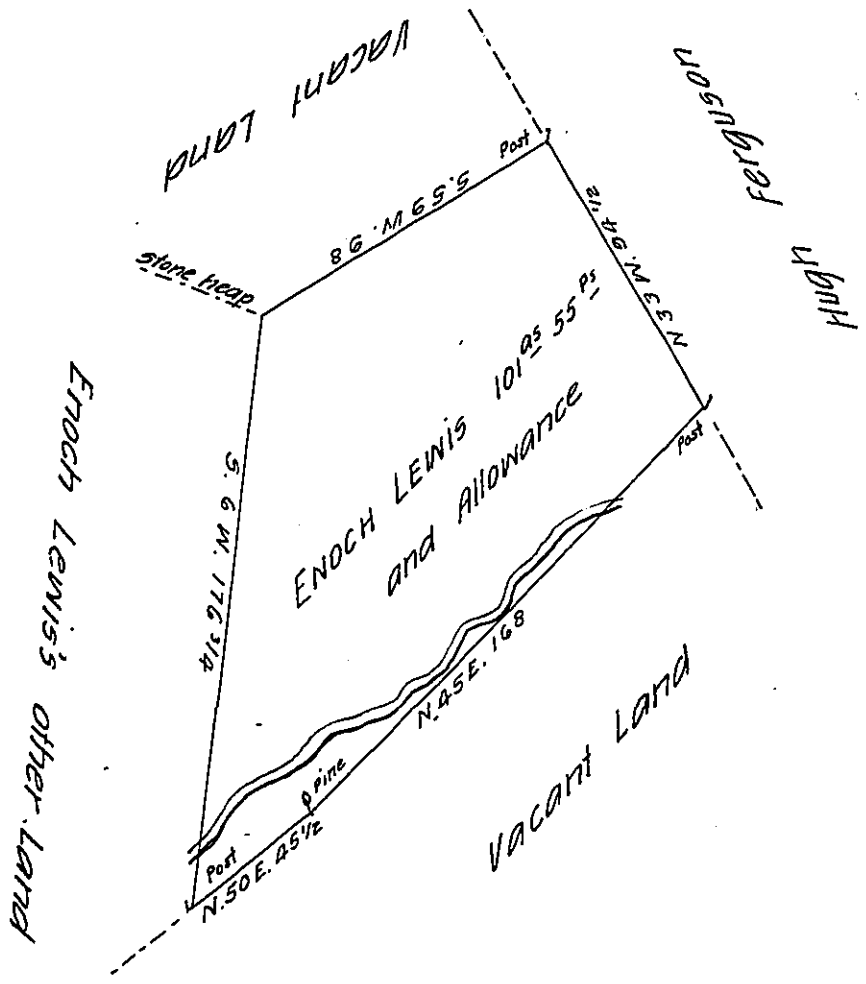 Vacant Land
Hugh Ferguson
Post
S. 59 W. 98
N 33 W. 94 1/2
Stone heap
ENOCH LEWIS 101 as 55 ps
and Allowance
Post
S. 6 W. 176 3/4
Enoch Lewis's other Land
N. 45 E. 168
Pine
Post
N. 50 E. 45 1/2
Vacant Land